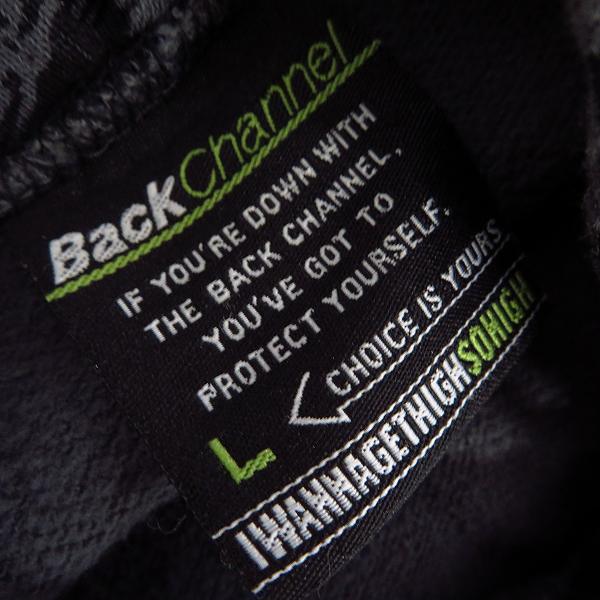 BackChannel
IF YOU'RE DOWN WITH
THE BACK CHANNEL,
YOU'VE GOT TO
PROTECT YOURSELF.
L CHOICE IS YOURS
IWANNAGETHIGHSOHIGH